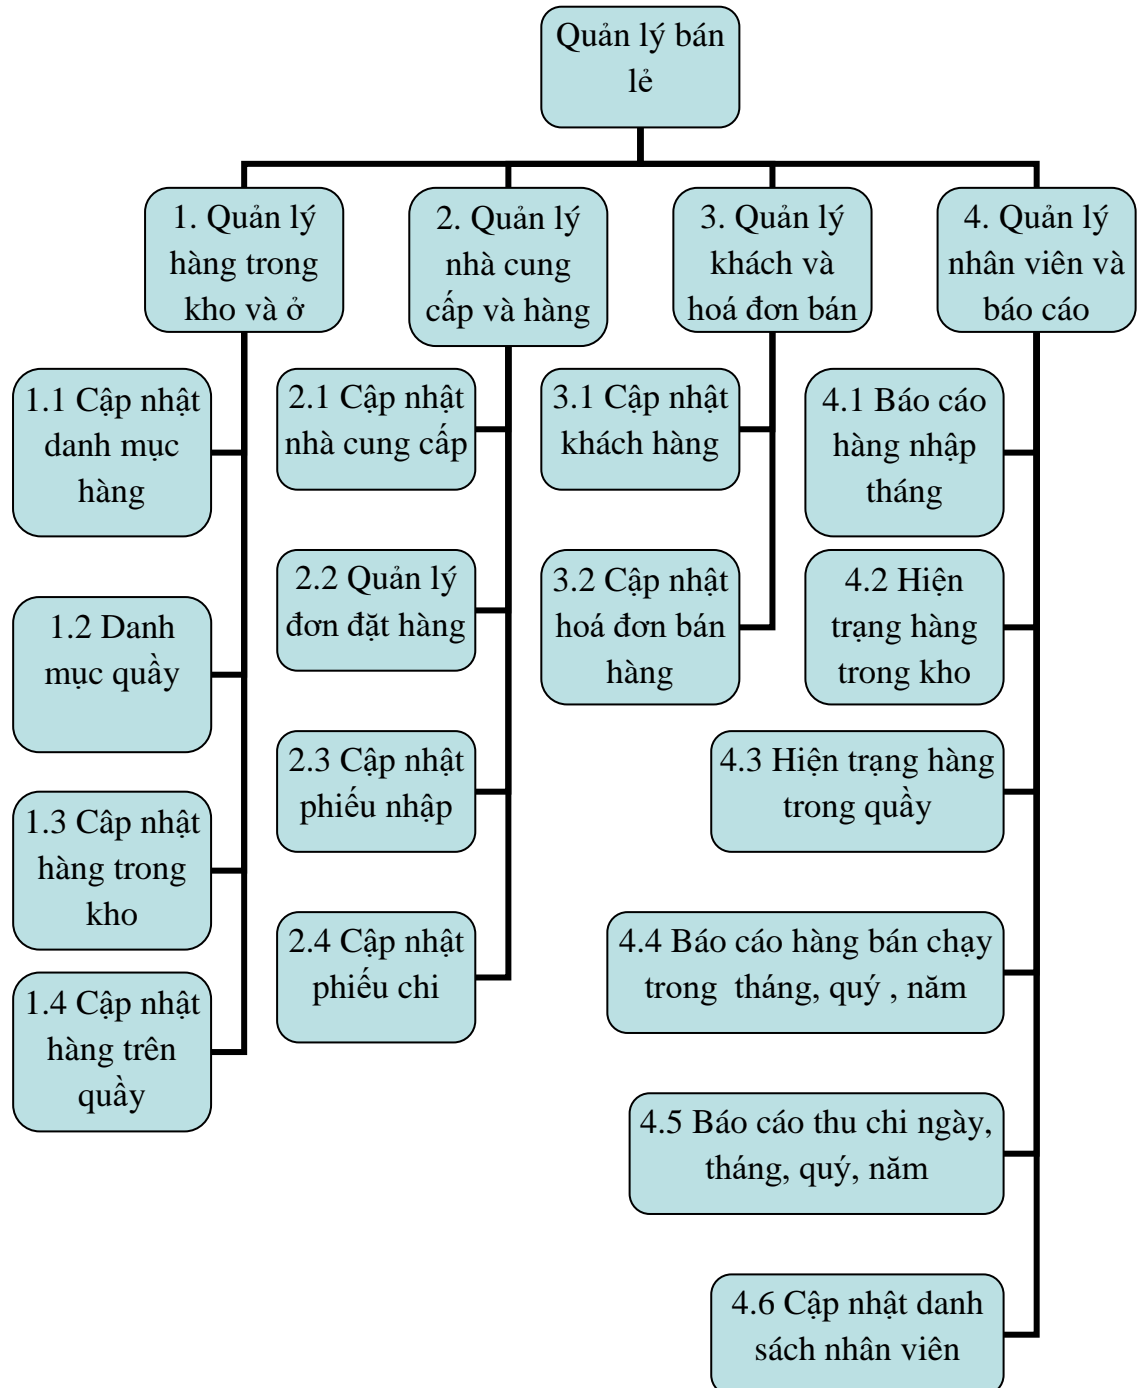 Quản lý bán
lẻ
1. Quản lý
hàng trong
kho và ở
2. Quản lý
nhà cung
cấp và hàng
3. Quản lý
khách và
hoá đơn bán
4. Quản lý
nhân viên và
báo cáo
1.1 Cập nhật
danh mục
hàng
1.2 Danh
mục quầy
1.3 Câp nhật
hàng trong
kho
1.4 Cập nhật
hàng trên
quầy
2.1 Cập nhật
nhà cung cấp
2.2 Quản lý
đơn đặt hàng
2.3 Cập nhật
phiếu nhập
2.4 Cập nhật
phiếu chi
3.1 Cập nhật
khách hàng
3.2 Cập nhật
hoá đơn bán
hàng
4.1 Báo cáo
hàng nhập
tháng
4.2 Hiện
trạng hàng
trong kho
4.3 Hiện trạng hàng
trong quầy
4.4 Báo cáo hàng bán chạy
trong  tháng, quý , năm
4.5 Báo cáo thu chi ngày,
tháng, quý, năm
4.6 Cập nhật danh
sách nhân viên